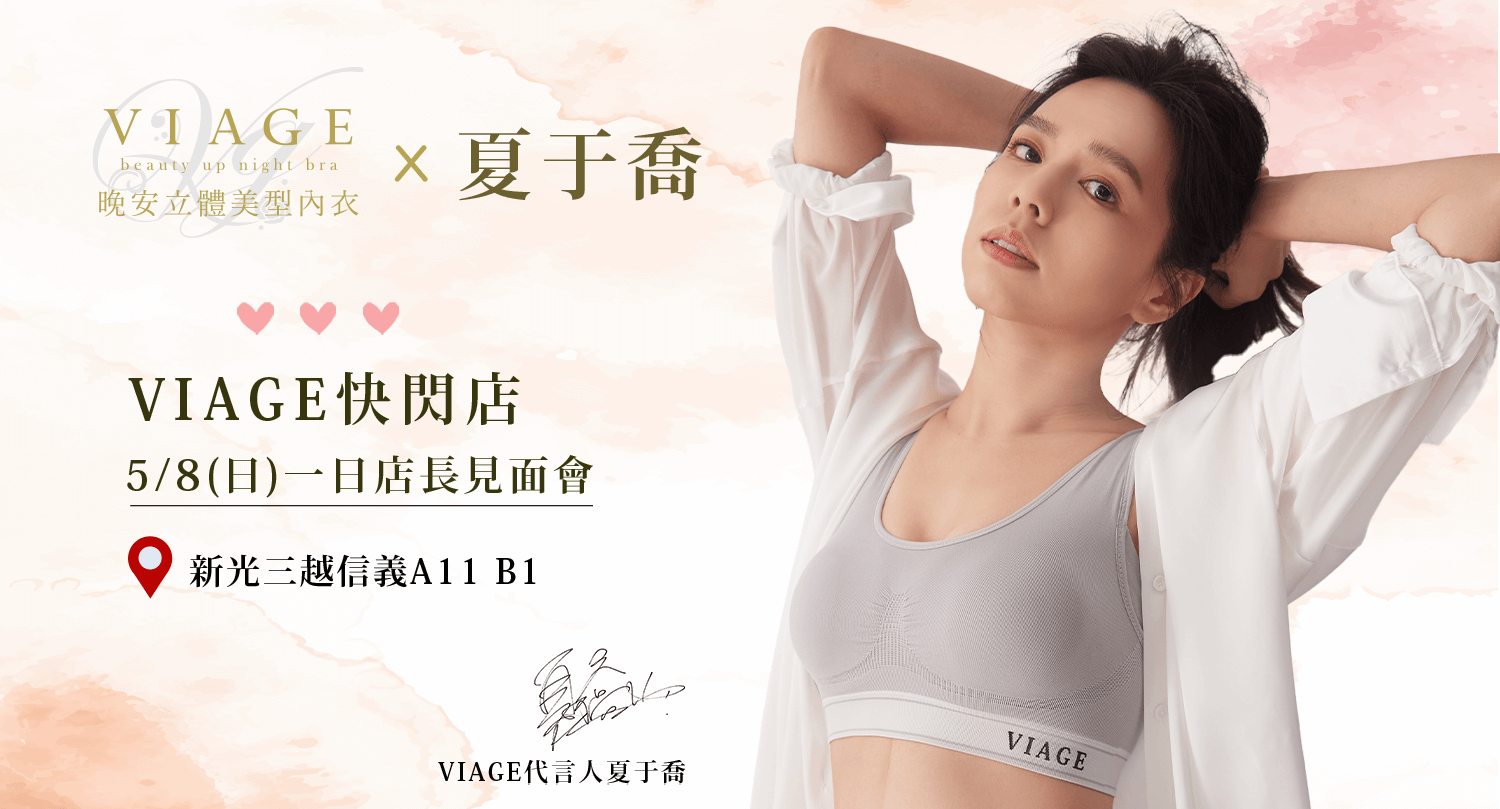 VIAGE
beauty up night bra
晚安立體美型內衣
x 夏于喬
VIAGE快閃店
5/8(日)一日店長見面會
新光三越信義A11 B1
VIAGE代言人夏于喬
VIAGE